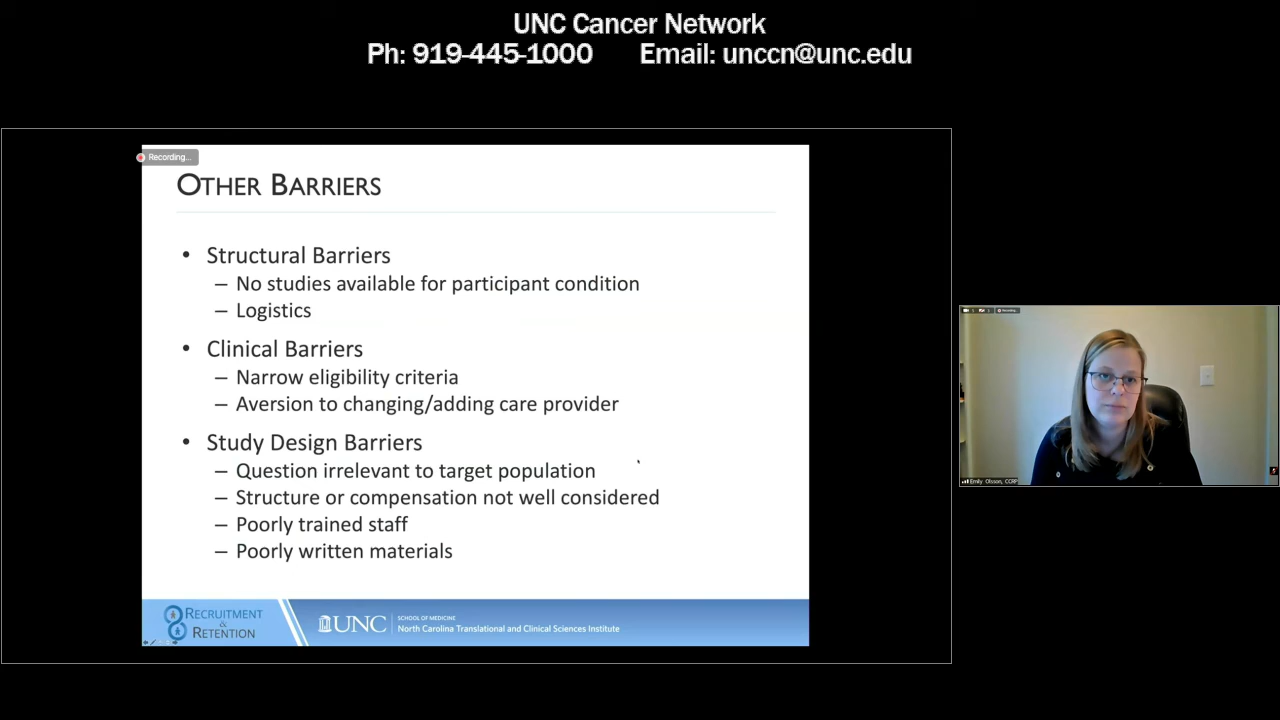 UNC Cancer Network
Ph: 919-445-1000 Email: unccn@unc.edu
Recording...
OTHER BARRIERS
• Structural Barriers
– No studies available for participant condition
– Logistics
• Clinical Barriers
– Narrow eligibility criteria
– Aversion to changing/adding care provider
• Study Design Barriers
– Question irrelevant to target population
– Structure or compensation not well considered
– Poorly trained staff
– Poorly written materials
RECRUITMENT
&
RETENTION
UNC
SCHOOL OF MEDICINE
North Carolina Translational and Clinical Sciences Institute
Recording...
Emily Olsson, CCRP